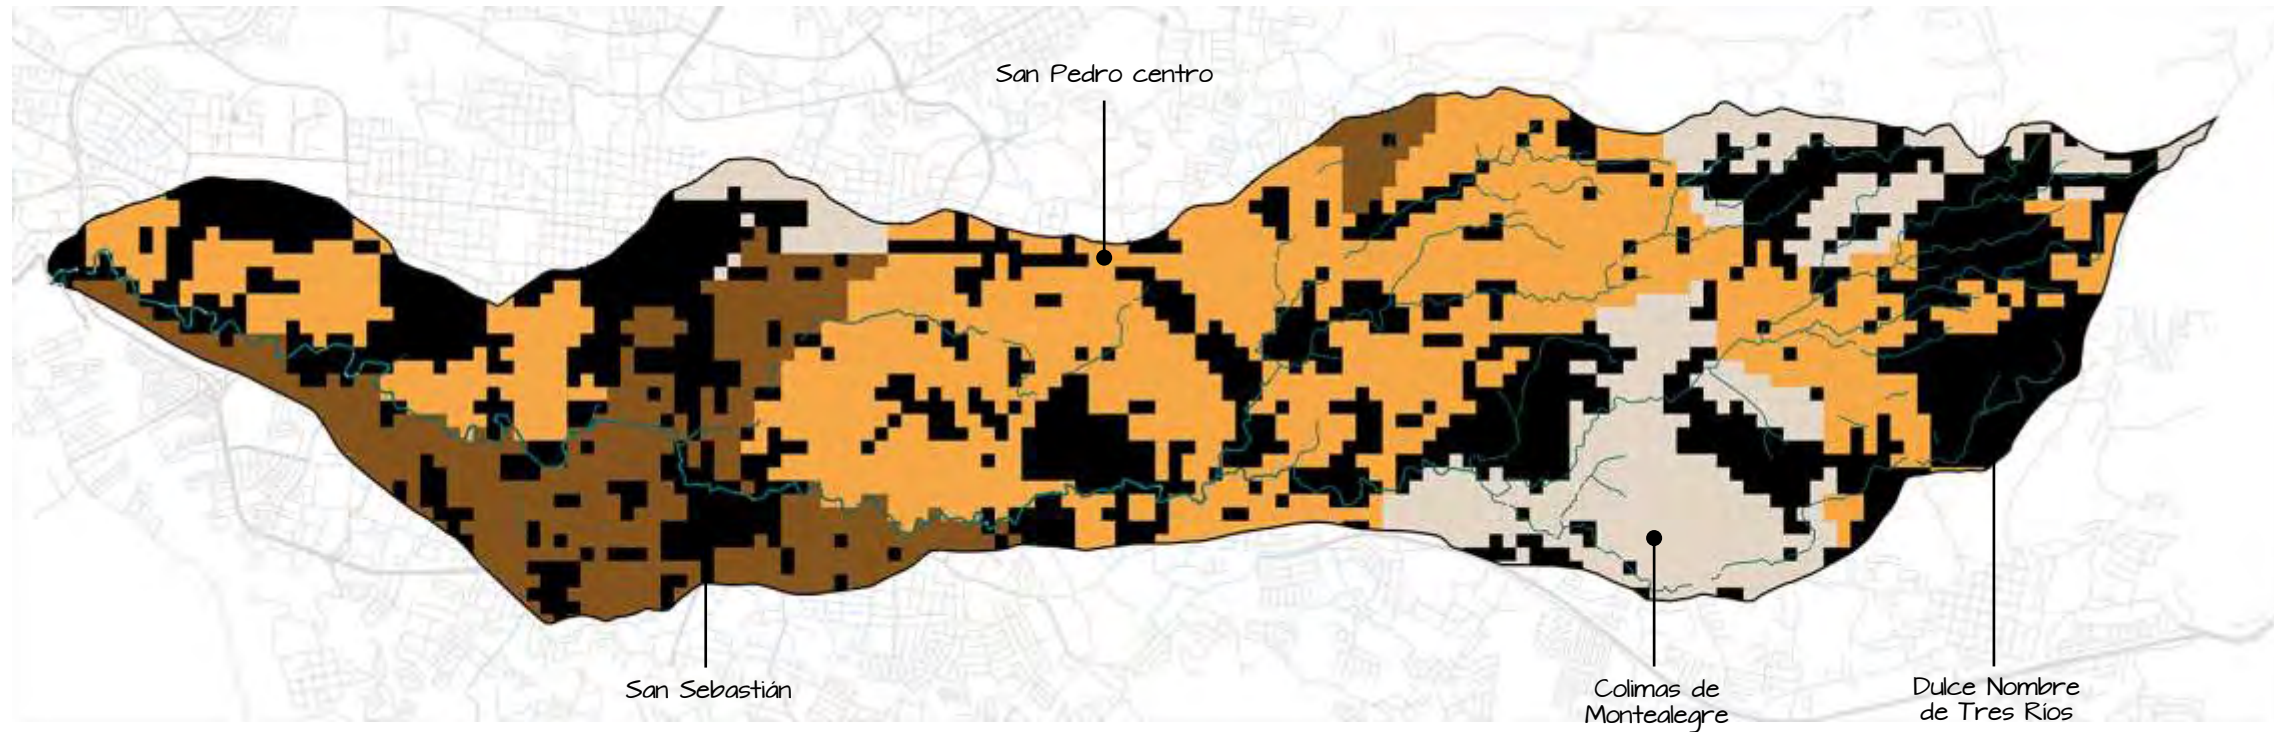 San Pedro centro
San Sebastián
Colimas de
Montealegre
Dulce Nombre
de Tres Ríos